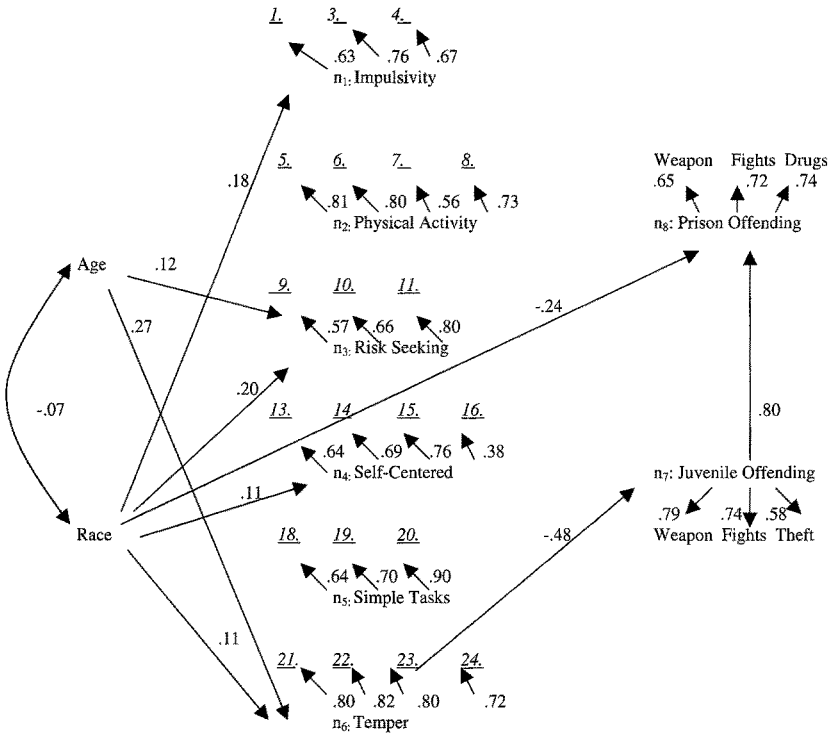 1. 3. 4.
.63 .76 .67
n1: Impulsivity
5. 6. 7. 8.
Weapon Fights Drugs
.18
.65 .72 .74
.81 .80 .56 .73
n2: Physical Activity
n8: Prison Offending
Age
.12
9. 10. 11.
-.24
.27
.57 .66 .80
n3: Risk Seeking
.20
-.07
13. 14. 15. 16.
.80
.64 .69 .76 .38
n4: Self-Centered
n7: Juvenile Offending
.11
.79 .74 .58
Race
18. 19. 20.
-.48
Weapon Fights Theft
.64 .70 .90
n5: Simple Tasks
.11
21. 22. 23. 24.
.80 .82 .80 .72
n6: Temper